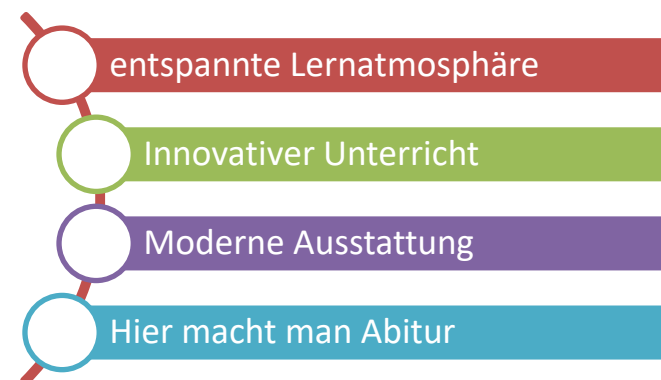 entspannte Lernatmosphäre
Innovativer Unterricht
Moderne Ausstattung
Hier macht man Abitur